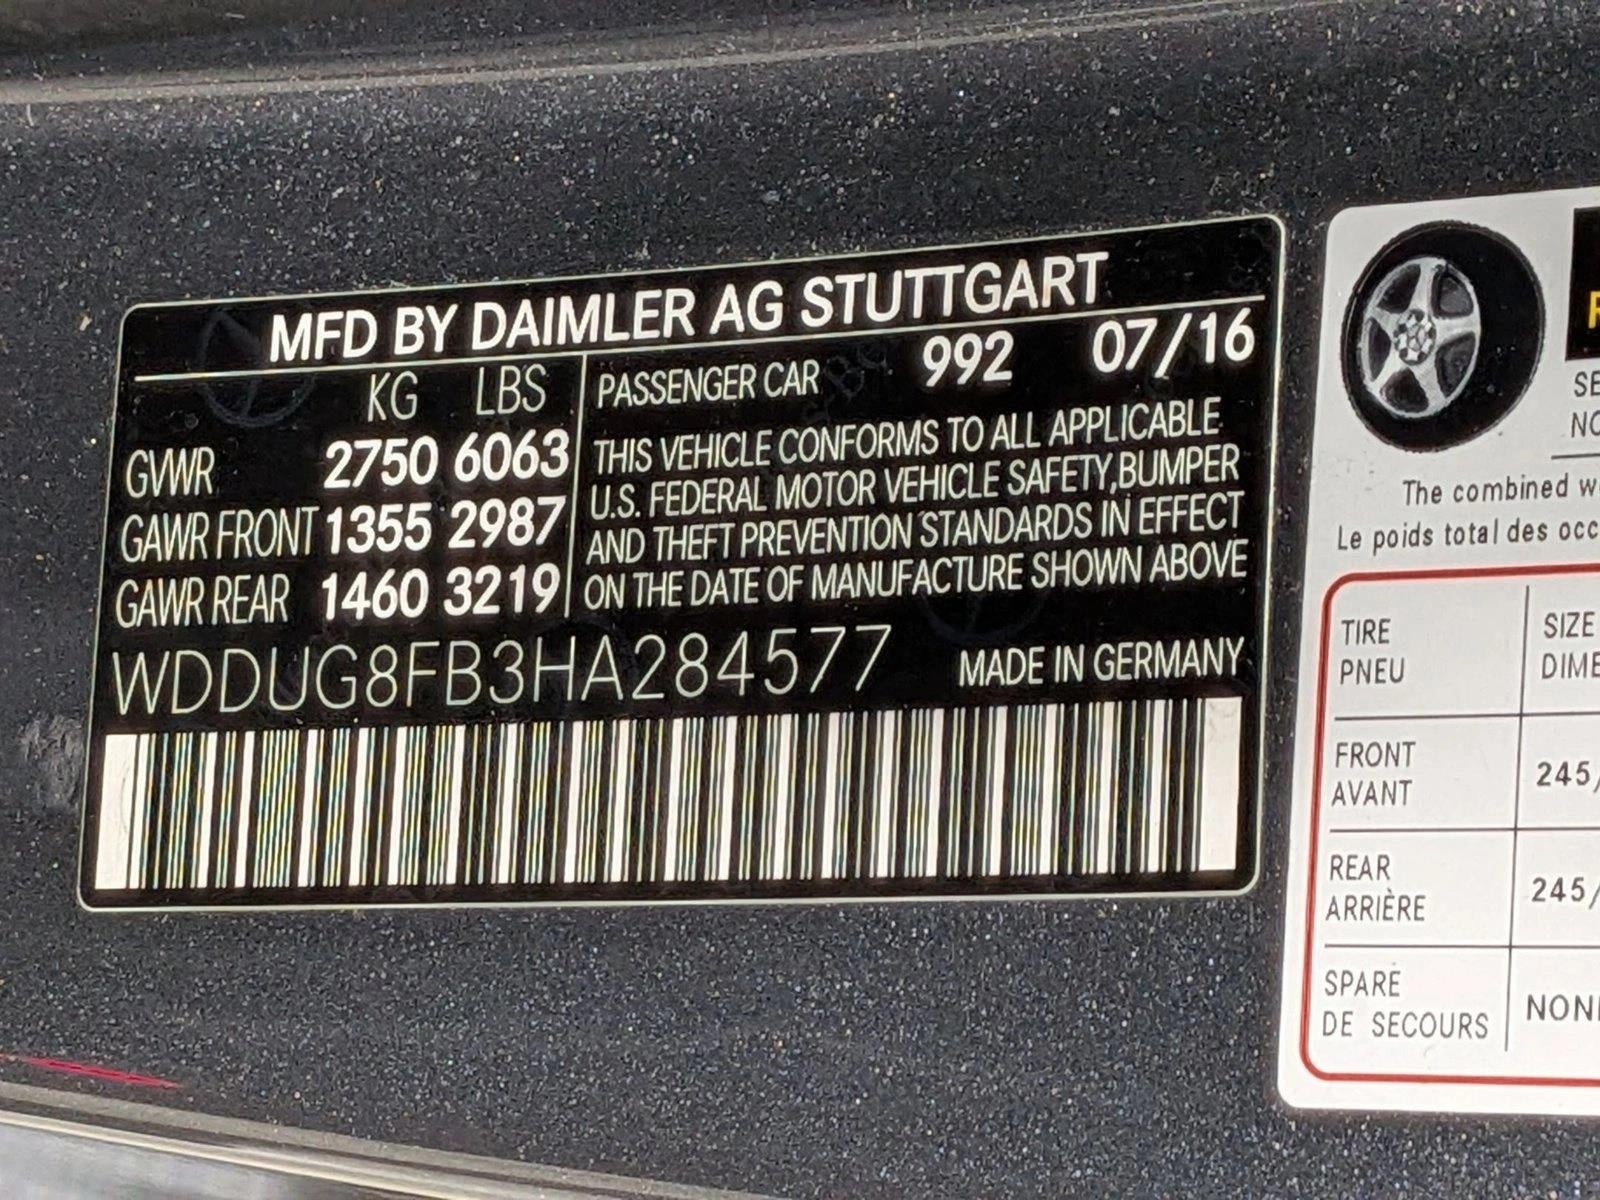 MFD BY DAIMLER AG STUTTGART
KG LBS
GVWR 2750 6063
GAWR FRONT 1355 2987
GAWR REAR 1460 3219
PASSENGER CAR 992 07/16
THIS VEHICLE CONFORMS TO ALL APPLICABLE
U.S. FEDERAL MOTOR VEHICLE SAFETY,BUMPER
AND THEFT PREVENTION STANDARDS IN EFFECT
ON THE DATE OF MANUFACTURE SHOWN ABOVE
WDDUG8FB3HA284577 MADE IN GERMANY
The combined
Le poids total des
TIRE SIZE
PNEU
FRONT
AVANT 245/
REAR
ARRIÈRE 245/
SPARE
DE SECOURS